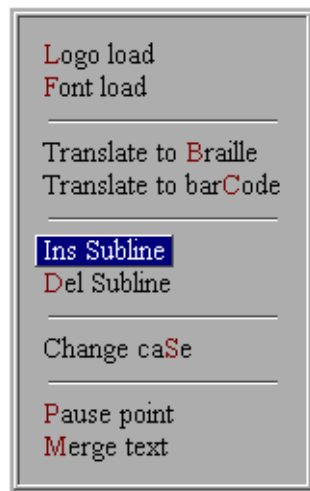 Logo load
Font load
Translate to Braille
Translate to barCode
Ins Subline
Del Subline
Change caSe
Pause point
Merge text